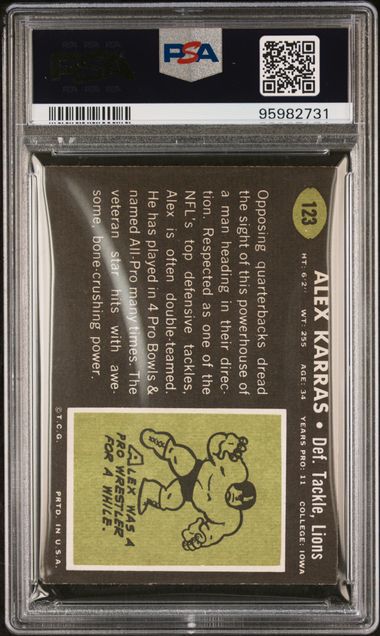 PSA
95982731
123
ALEX KARRAS • Def. Tackle, Lions
HT: 6'2" WT: 255 AGE: 34 YEARS PRO: 11 COLLEGE: IOWA
Opposing quarterbacks dread
the sight of this powerhouse of
a man heading in their direc-
tion. Respected as one of the
NFL's top defensive tackles,
Alex is often double-teamed.
He has played in 4 Pro Bowls &
named All-Pro many times. The
veteran star hits with awe-
some, bone-crushing power.
ALEX WAS A
PRO WRESTLER
FOR A WHILE.
© T.C.G. PRTD. IN U.S.A.